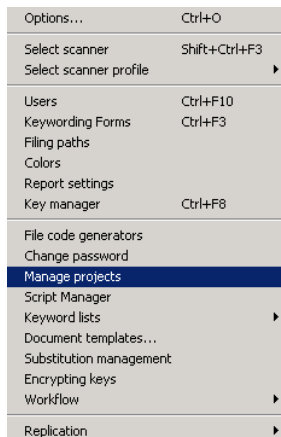 Options... Ctrl+O
Select scanner Shift+Ctrl+F3
Select scanner profile
Users Ctrl+F10
Keywording Forms Ctrl+F3
Filing paths
Colors
Report settings
Key manager Ctrl+F8
File code generators
Change password
Manage projects
Script Manager
Keyword lists
Document templates...
Substitution management
Encrypting keys
Workflow
Replication